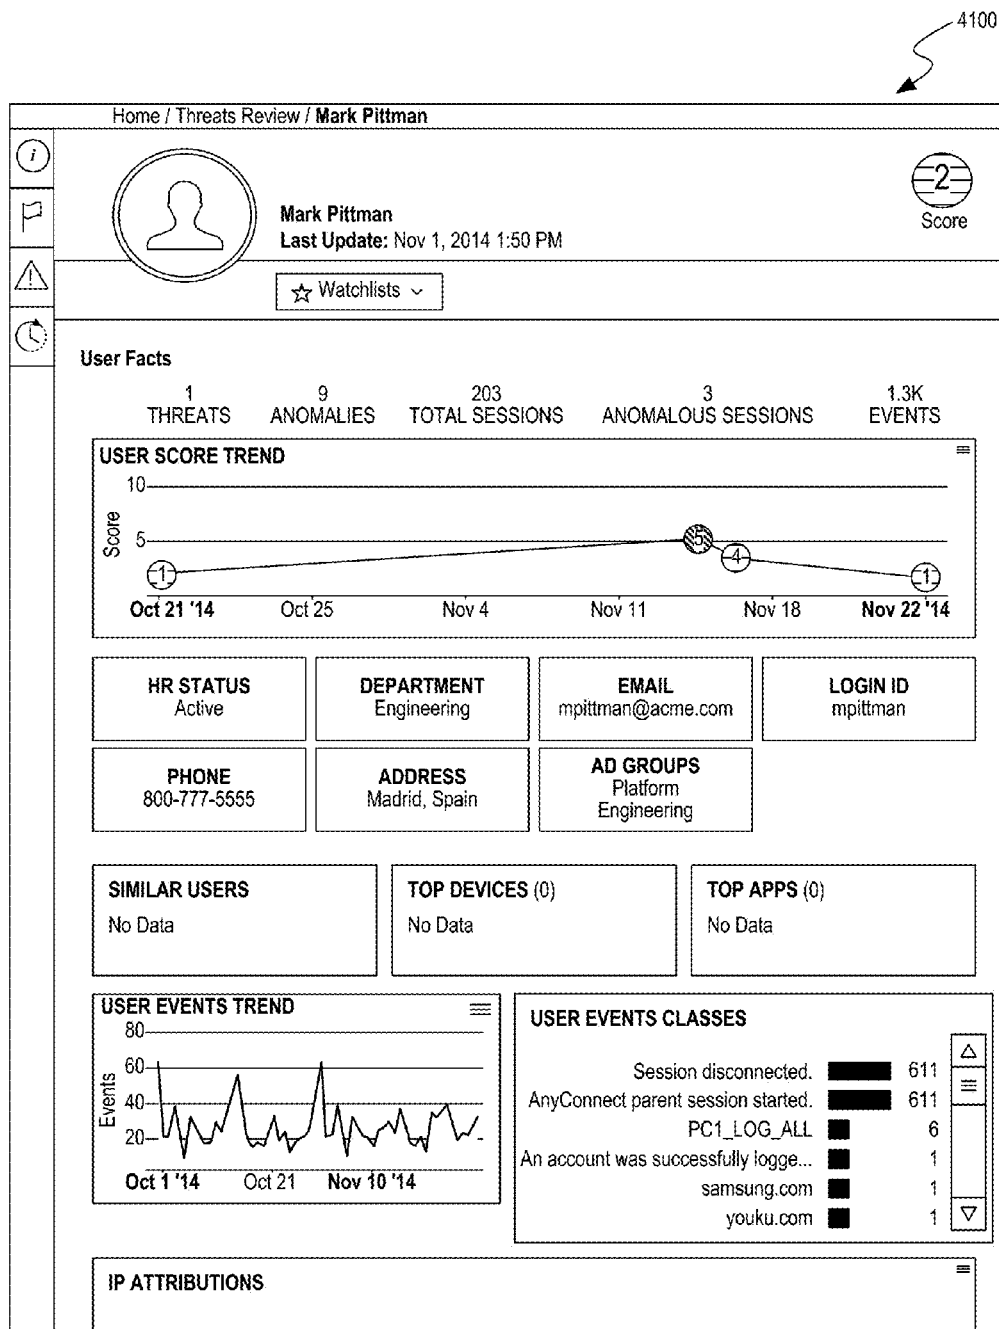 4100
Home / Threats Review / Mark Pittman
i
2
Score
Mark Pittman
Last Update: Nov 1, 2014 1:50 PM
Watchlists
User Facts
1 9 203 3 1.3K
THREATS ANOMALIES TOTAL SESSIONS ANOMALOUS SESSIONS EVENTS
USER SCORE TREND
10
Score
5
1 5 4 1
Oct 21 '14 Oct 25 Nov 4 Nov 11 Nov 18 Nov 22 '14
HR STATUS
Active
DEPARTMENT
Engineering
EMAIL
mpittman@acme.com
LOGIN ID
mpittman
PHONE
800-777-5555
ADDRESS
Madrid, Spain
AD GROUPS
Platform
Engineering
SIMILAR USERS
No Data
TOP DEVICES (0)
No Data
TOP APPS (0)
No Data
USER EVENTS TREND
80
60
40
20
Events
Oct 1 '14 Oct 21 Nov 10 '14
USER EVENTS CLASSES
Session disconnected. 611
AnyConnect parent session started. 611
PC1_LOG_ALL 6
An account was successfully logge... 1
samsung.com 1
youku.com 1
IP ATTRIBUTIONS